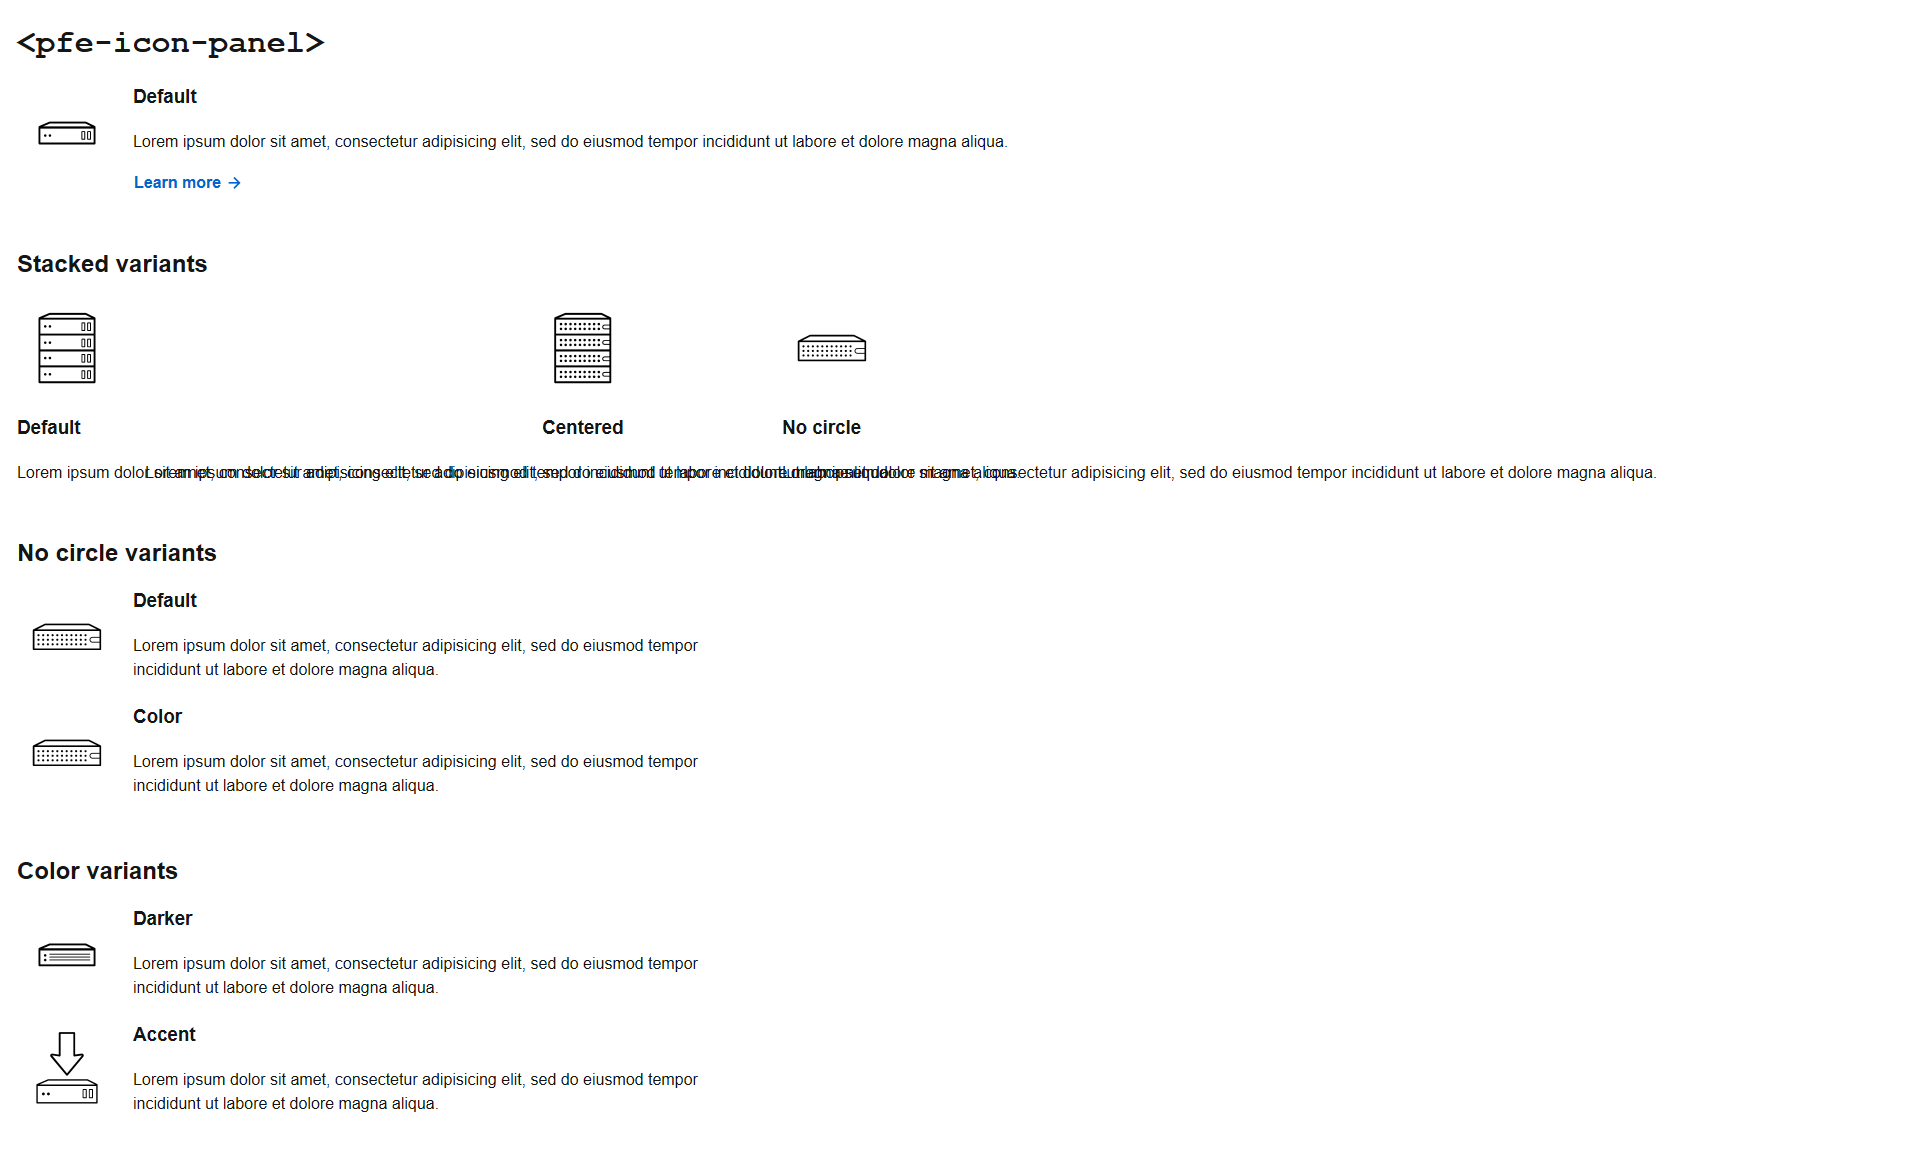 <pfe-icon-panel>
Default
Lorem ipsum dolor sit amet, consectetur adipisicing elit, sed do eiusmod tempor incididunt ut labore et dolore magna aliqua.
Learn more →
Stacked variants
Default
Centered
No circle
Lorem ipsum dolor
consectetur adipisicing elit, sed do eiusmod tempor incididunt ut labore et dolore magna aliqua.
No circle variants
Default
Lorem ipsum dolor sit amet, consectetur adipisicing elit, sed do eiusmod tempor
incididunt ut labore et dolore magna aliqua.
Color
Lorem ipsum dolor sit amet, consectetur adipisicing elit, sed do eiusmod tempor
incididunt ut labore et dolore magna aliqua.
Color variants
Darker
Lorem ipsum dolor sit amet, consectetur adipisicing elit, sed do eiusmod tempor
incididunt ut labore et dolore magna aliqua.
Accent
Lorem ipsum dolor sit amet, consectetur adipisicing elit, sed do eiusmod tempor
incididunt ut labore et dolore magna aliqua.